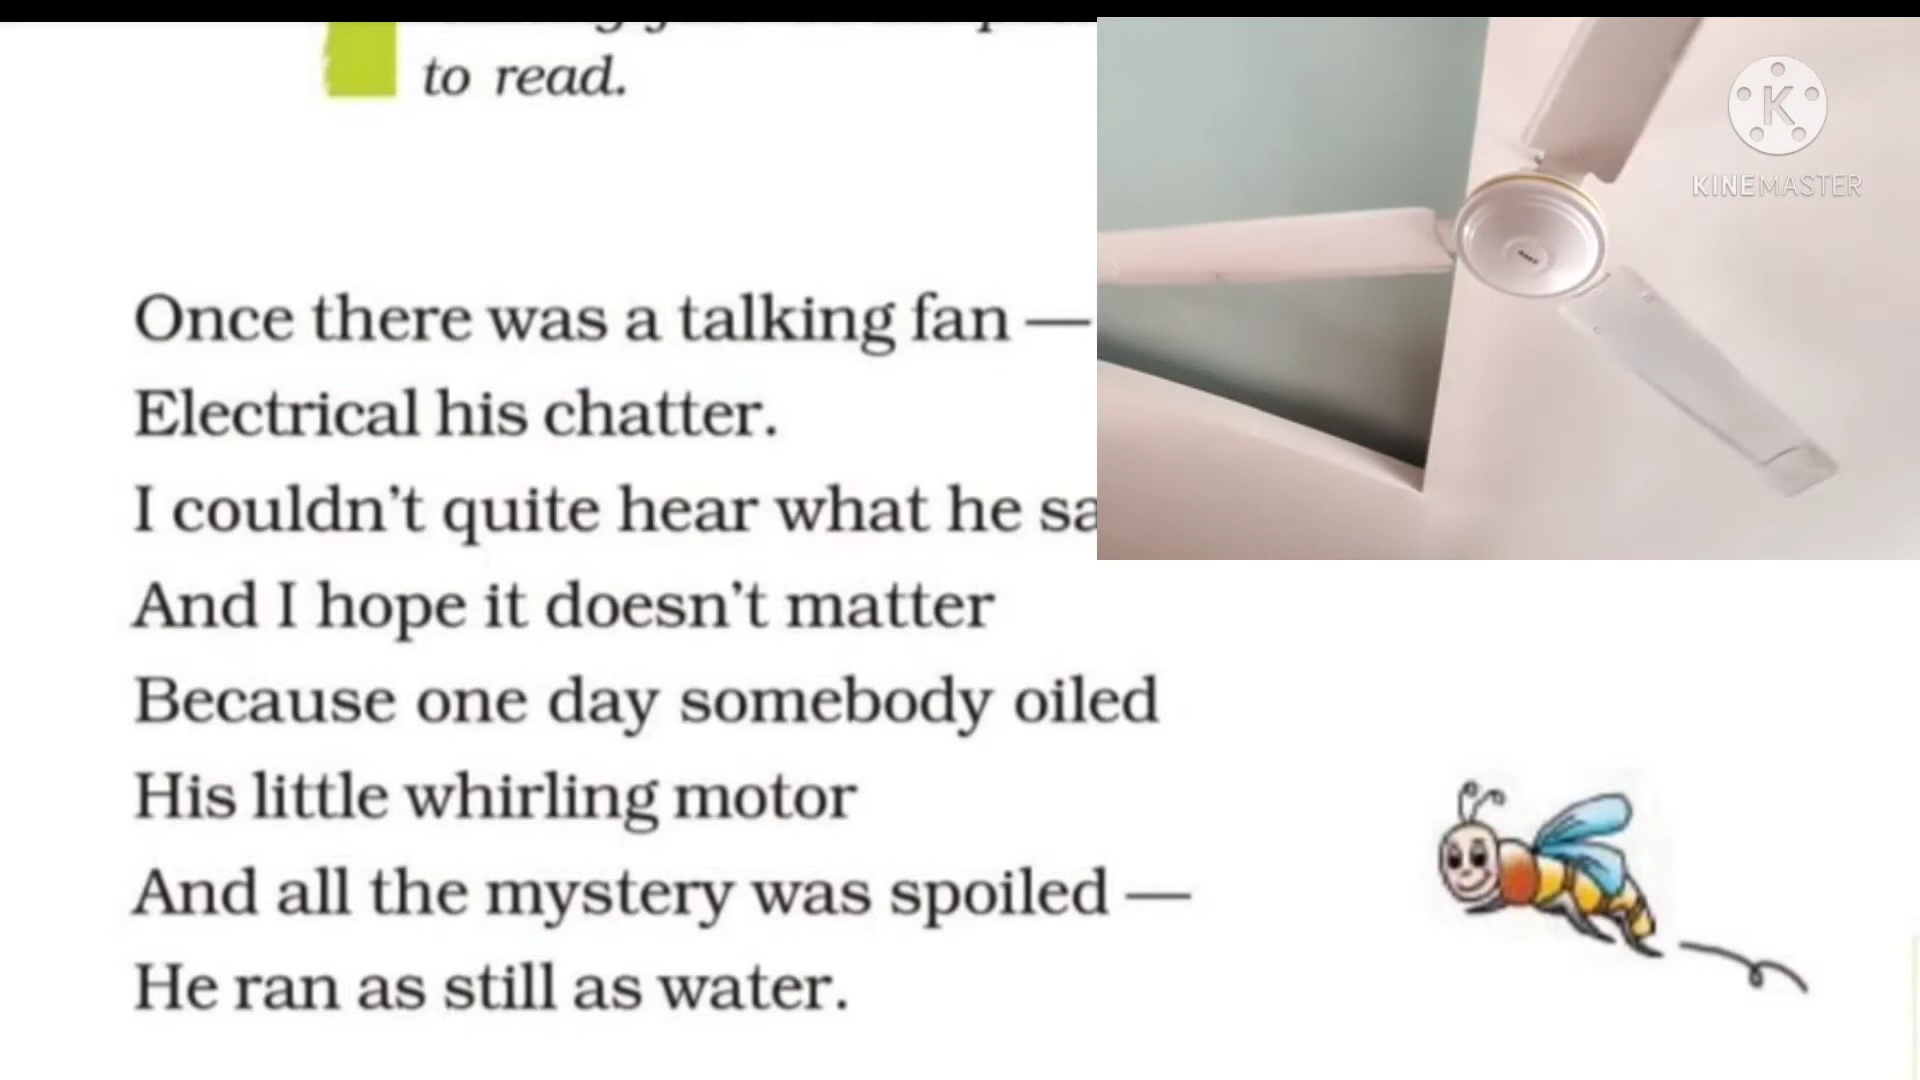 to read.
K
KINEMASTER
Once there was a talking fan —
Electrical his chatter.
I couldn’t quite hear what he sa
And I hope it doesn’t matter
Because one day somebody oiled
His little whirling motor
And all the mystery was spoiled —
He ran as still as water.